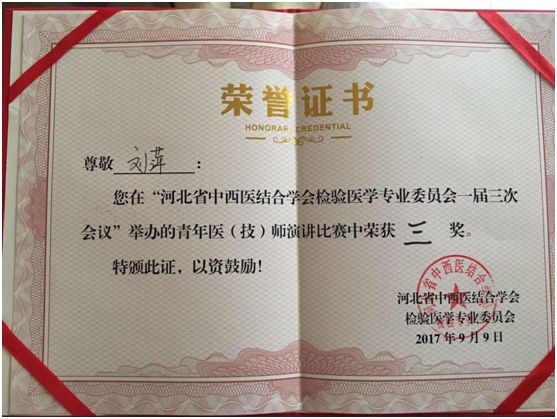 荣誉证书
HONORAR CREDENTIAL
尊敬 刘萍 ：
您在“河北省中西医结合学会检验医学专业委员会一届三次
会议”举办的青年医（技）师演讲比赛中荣获 三 奖。
特颁此证，以资鼓励！
河北省中西医结合学会
检验医学专业委员会
2017年9月9日